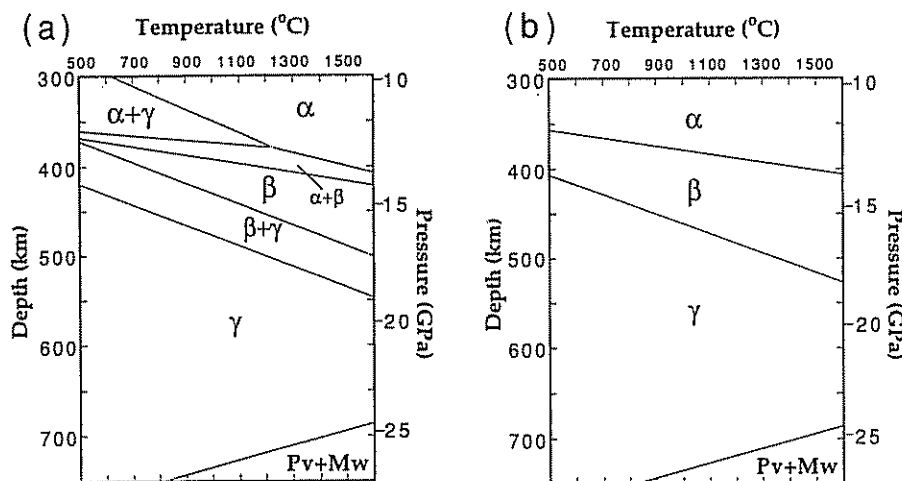 (a)
Temperature (°C)
500 700 900 1100 1300 1500
300
400
500
600
700
Depth (km)
10
15
20
25
Pressure (GPa)
α
α+γ
α+β
β
β+γ
γ
Pv+Mw
(b)
Temperature (°C)
500 700 900 1100 1300 1500
300
400
500
600
700
Depth (km)
10
15
20
25
Pressure (GPa)
α
β
γ
Pv+Mw